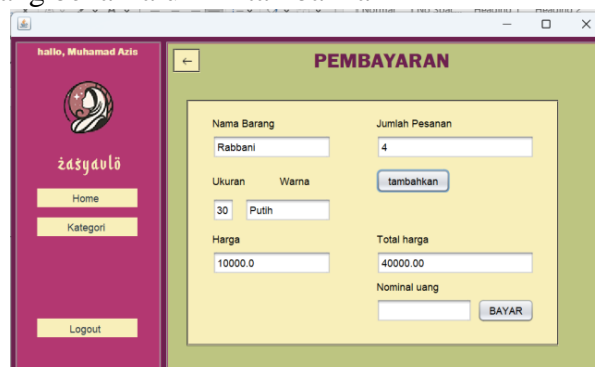 hallo, Muhamad Azis
żaṡyaulō
Home
Kategori
Logout
←
PEMBAYARAN
Nama Barang
Jumlah Pesanan
Rabbani
4
Ukuran Warna
tambahkan
30 Putih
Harga
Total harga
10000.0
40000.00
Nominal uang
BAYAR